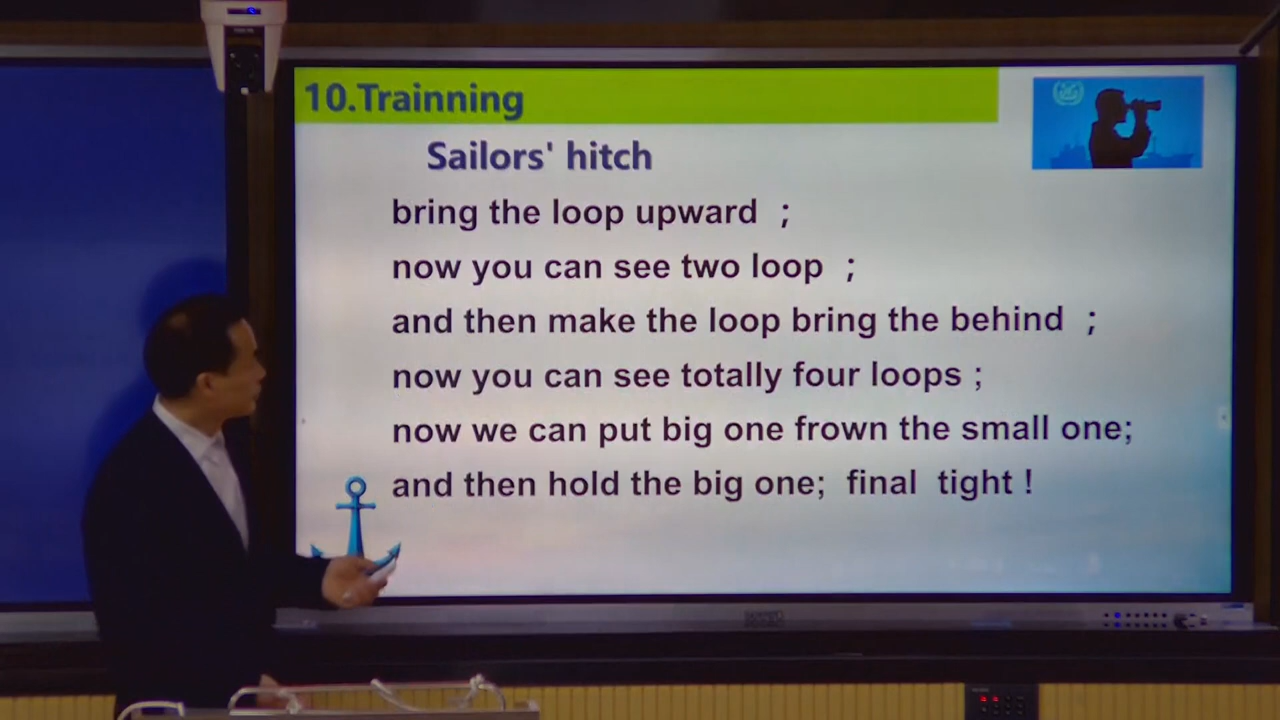 10.Trainning
Sailors' hitch
bring the loop upward ;
now you can see two loop ;
and then make the loop bring the behind ;
now you can see totally four loops ;
now we can put big one frown the small one;
and then hold the big one; final tight !